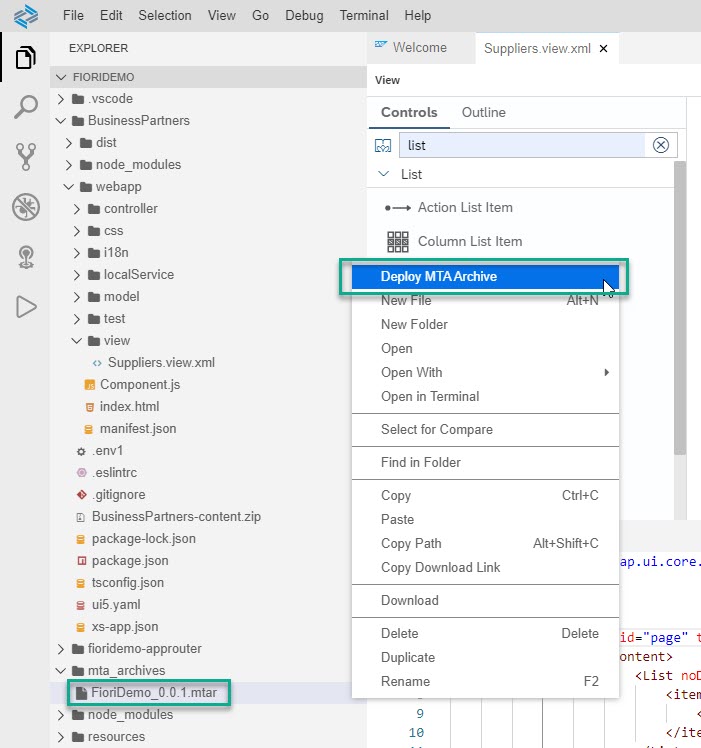 File Edit Selection View Go Debug Terminal Help
EXPLORER
FIORIDEMO
.vscode
BusinessPartners
dist
node_modules
webapp
controller
css
i18n
localService
model
test
view
Suppliers.view.xml
Component.js
index.html
manifest.json
.env1
.eslintrc
.gitignore
BusinessPartners-content.zip
package-lock.json
package.json
tsconfig.json
ui5.yaml
xs-app.json
fioridemo-approuter
mta_archives
FioriDemo_0.0.1.mtar
node_modules
resources
Welcome
Suppliers.view.xml
View
Controls Outline
list
List
Action List Item
Column List Item
Deploy MTA Archive
New File Alt+N
New Folder
Open
Open With
Open in Terminal
Select for Compare
Find in Folder
Copy Ctrl+C
Paste
Copy Path Alt+Shift+C
Copy Download Link
Download
Delete Delete
Duplicate
Rename F2
ap.ui.core.
id="page" t
ontent>
<List noD
<item
9 <
10 </ite
</List